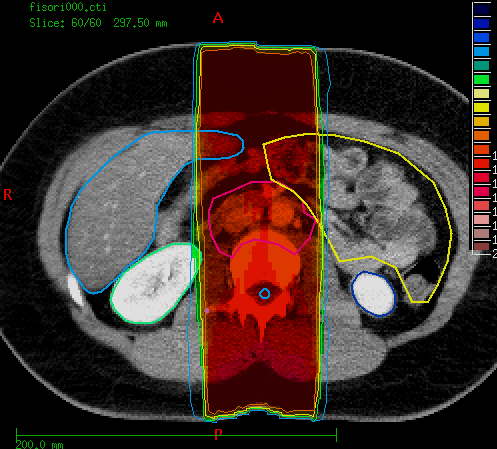 fisori000.cti
Slice: 60/60 297.50 mm
A
R
P
200.0 mm